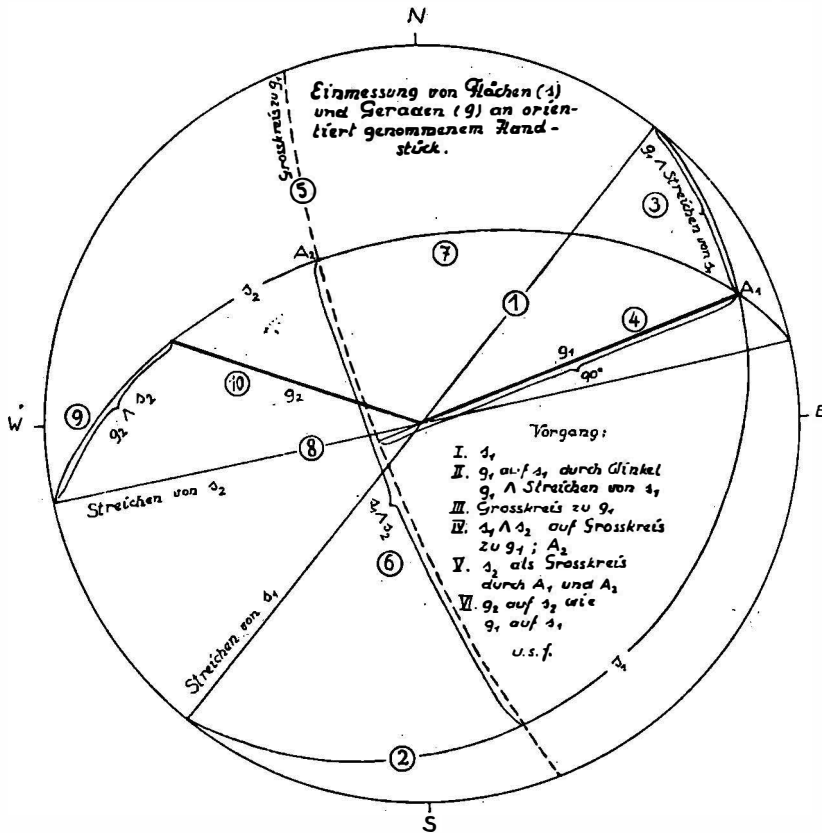 N
Einmessung von Flächen (s)
und Geraden (g) an orien-
tiert genommenem Hand-
stück.
Grosskreis zu g₁
⑤
g₁ ∧ Streichen von s₁
③
A₂
⑦
s₂
①
A₁
④
g₁
90°
⑩
g₂
⑨
g₂ ∧ s₂
W
E
⑧
Streichen von s₂
s₁ ∧ s₂
⑥
Vorgang:
I. s₁
II. g₁ auf s₁ durch Winkel
g₁ ∧ Streichen von s₁
III. Grosskreis zu g₁
IV. s₁ ∧ s₂ auf Grosskreis
zu g₁; A₂
V. s₂ als Grosskreis
durch A₁ und A₂
VI. g₂ auf s₂ wie
g₁ auf s₁
u.s.f.
Streichen von s₁
s₁
②
S